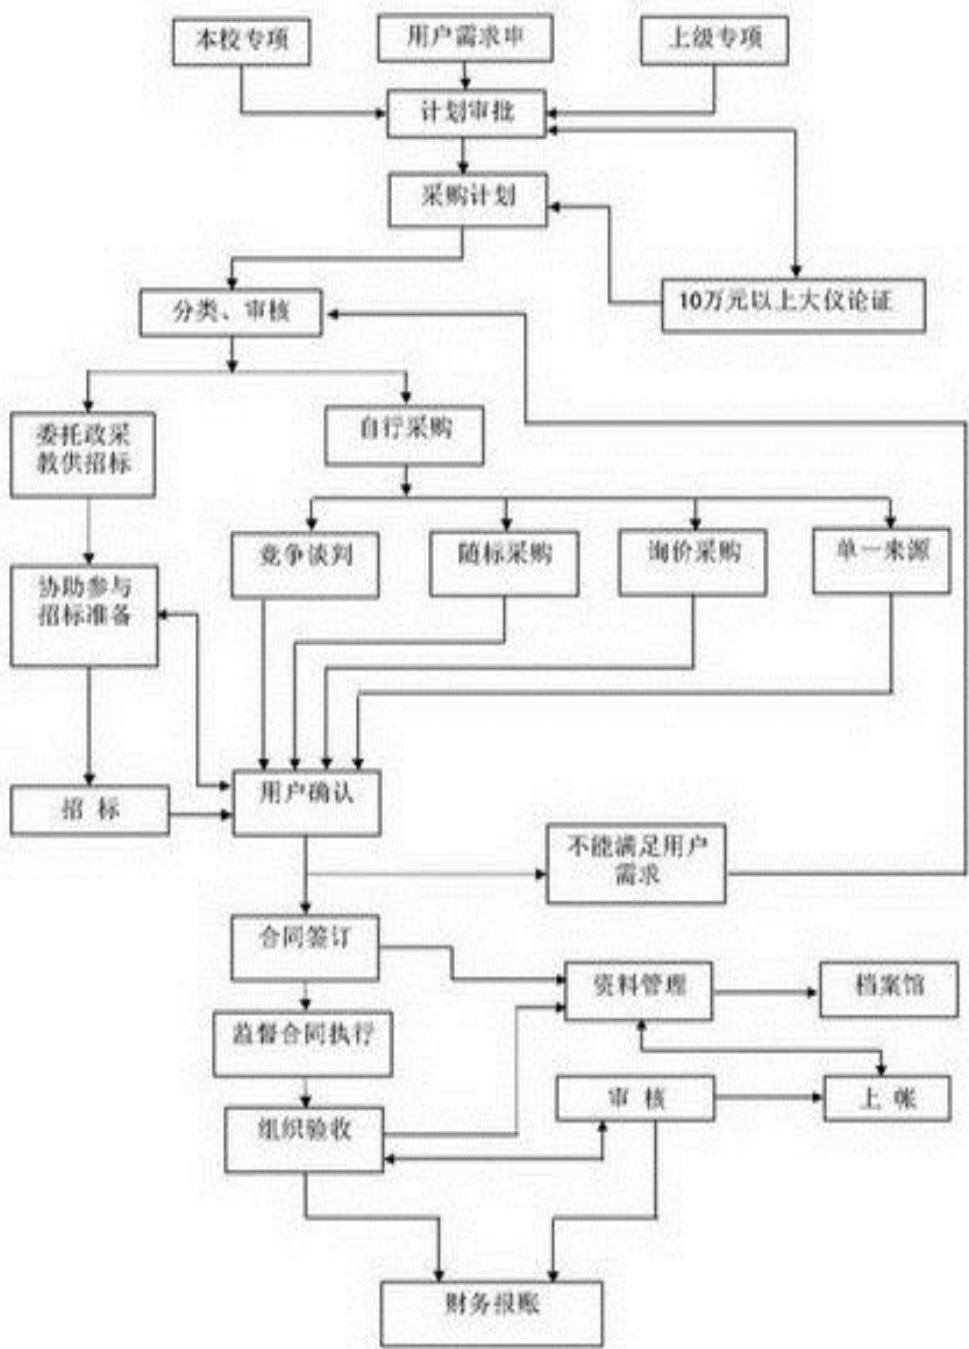 本校专项
用户需求申
上级专项
计划审批
采购计划
10万元以上大仪论证
分类、审核
委托政采
教供招标
自行采购
竞争谈判
随标采购
询价采购
单一来源
协助参与
招标准备
招 标
用户确认
不能满足用户
需求
合同签订
资料管理
档案馆
监督合同执行
审 核
上 帐
组织验收
财务报账